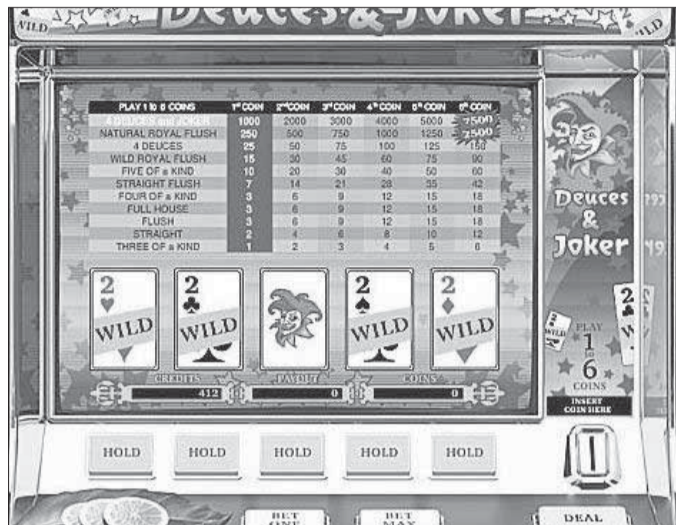 WILD
Deuces & Joker
WILD
PLAY 1 to 6 COINS 1st COIN 2nd COIN 3rd COIN 4th COIN 5th COIN 6th COIN
4 DEUCES and JOKER 1000 2000 3000 4000 5000 7500
NATURAL ROYAL FLUSH 250 500 750 1000 1250 2500
4 DEUCES 25 50 75 100 125 150
WILD ROYAL FLUSH 15 30 45 60 75 90
FIVE OF a KIND 10 20 30 40 50 60
STRAIGHT FLUSH 7 14 21 28 35 42
FOUR OF a KIND 3 6 9 12 15 18
FULL HOUSE 3 6 9 12 15 18
FLUSH 3 6 9 12 15 18
STRAIGHT 2 4 6 8 10 12
THREE OF a KIND 1 2 3 4 5 6
2 2 2 2
WILD WILD WILD WILD
CREDITS PAYOUT COINS
412 0 0
Deuces
&
Joker
2
WILD
PLAY
1
to
6
COINS
INSERT
COIN HERE
HOLD HOLD HOLD HOLD HOLD
BET
ONE
BET
MAX
DEAL